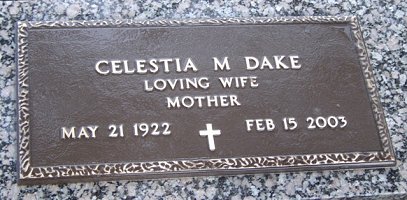 CELESTIA M DAKE
LOVING WIFE
MOTHER
MAY 21 1922 FEB 15 2003